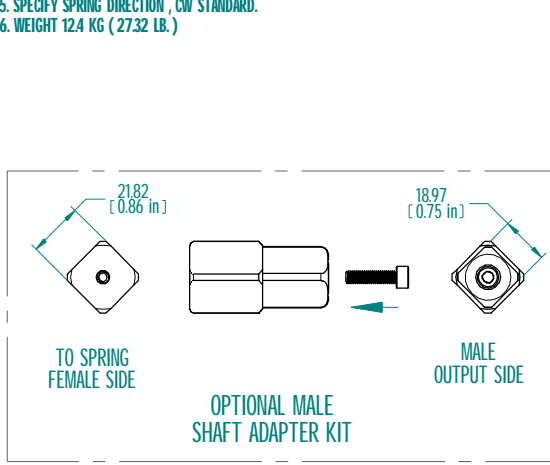 5. SPECIFY SPRING DIRECTION , CW STANDARD.
6. WEIGHT 12.4 KG ( 27.32 LB. )
21.82
[ 0.86 in ]
18.97
[ 0.75 in ]
TO SPRING
FEMALE SIDE
MALE
OUTPUT SIDE
OPTIONAL MALE
SHAFT ADAPTER KIT